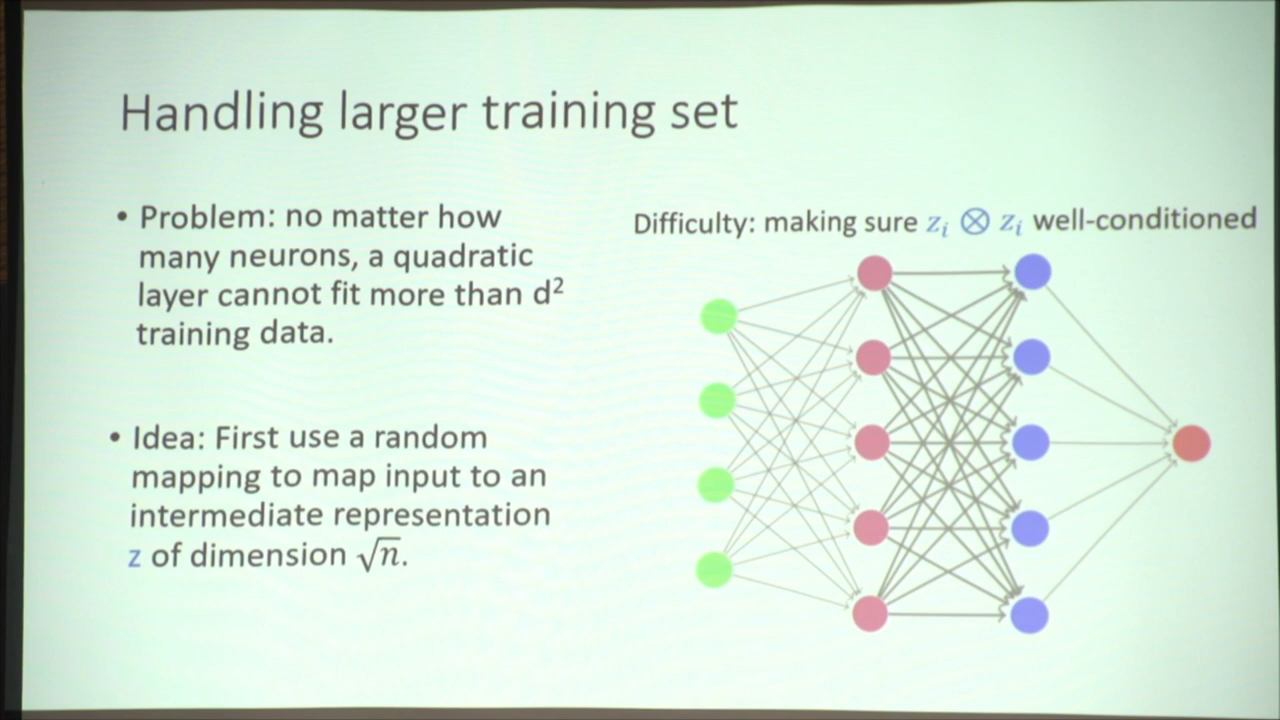 Handling larger training set
• Problem: no matter how
many neurons, a quadratic
layer cannot fit more than d²
training data.
• Idea: First use a random
mapping to map input to an
intermediate representation
z of dimension √n.
Difficulty: making sure zᵢ ⊗ zᵢ well-conditioned